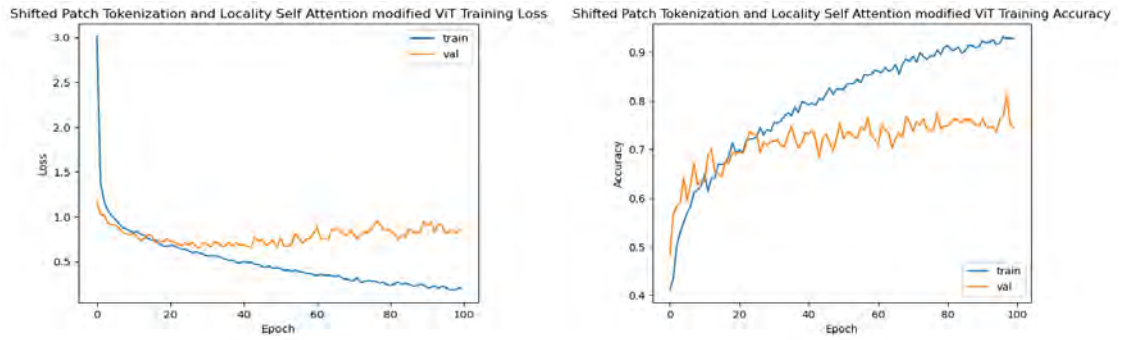 Shifted Patch Tokenization and Locality Self Attention modified ViT Training Loss
3.0
2.5
2.0
1.5
1.0
0.5
Loss
train
val
0 20 40 60 80 100
Epoch
Shifted Patch Tokenization and Locality Self Attention modified ViT Training Accuracy
0.9
0.8
0.7
0.6
0.5
0.4
Accuracy
train
val
0 20 40 60 80 100
Epoch